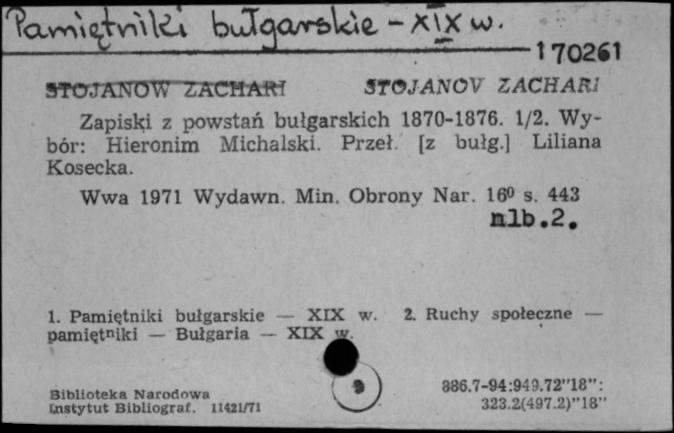 Pamiętniki bułgarskie - XIX w.
170261
STOJANOW ZACHARI STOJANOV ZACHARI
Zapiski z powstań bułgarskich 1870-1876. 1/2. Wy-
bór: Hieronim Michalski. Przeł. [z bułg.] Liliana
Kosecka.
Wwa 1971 Wydawn. Min. Obrony Nar. 16⁰ s. 443
nlb.2.
1. Pamiętniki bułgarskie — XIX w. 2. Ruchy społeczne —
pamiętniki — Bułgaria — XIX w.
Biblioteka Narodowa 886.7-94:949.72"18":
Instytut Bibliograf. 11421/71 323.2(497.2)"18"